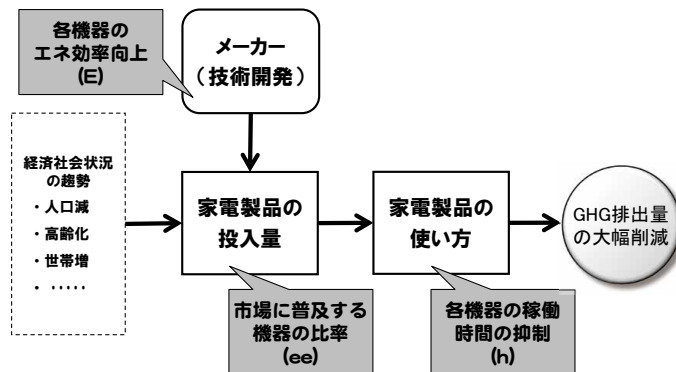 各機器の
エネ効率向上
(E)
メーカー
(技術開発)
経済社会状況
の趨勢
・人口減
・高齢化
・世帯増
・ ･････
家電製品の
投入量
家電製品の
使い方
GHG排出量
の大幅削減
市場に普及する
機器の比率
(ee)
各機器の稼働
時間の抑制
(h)